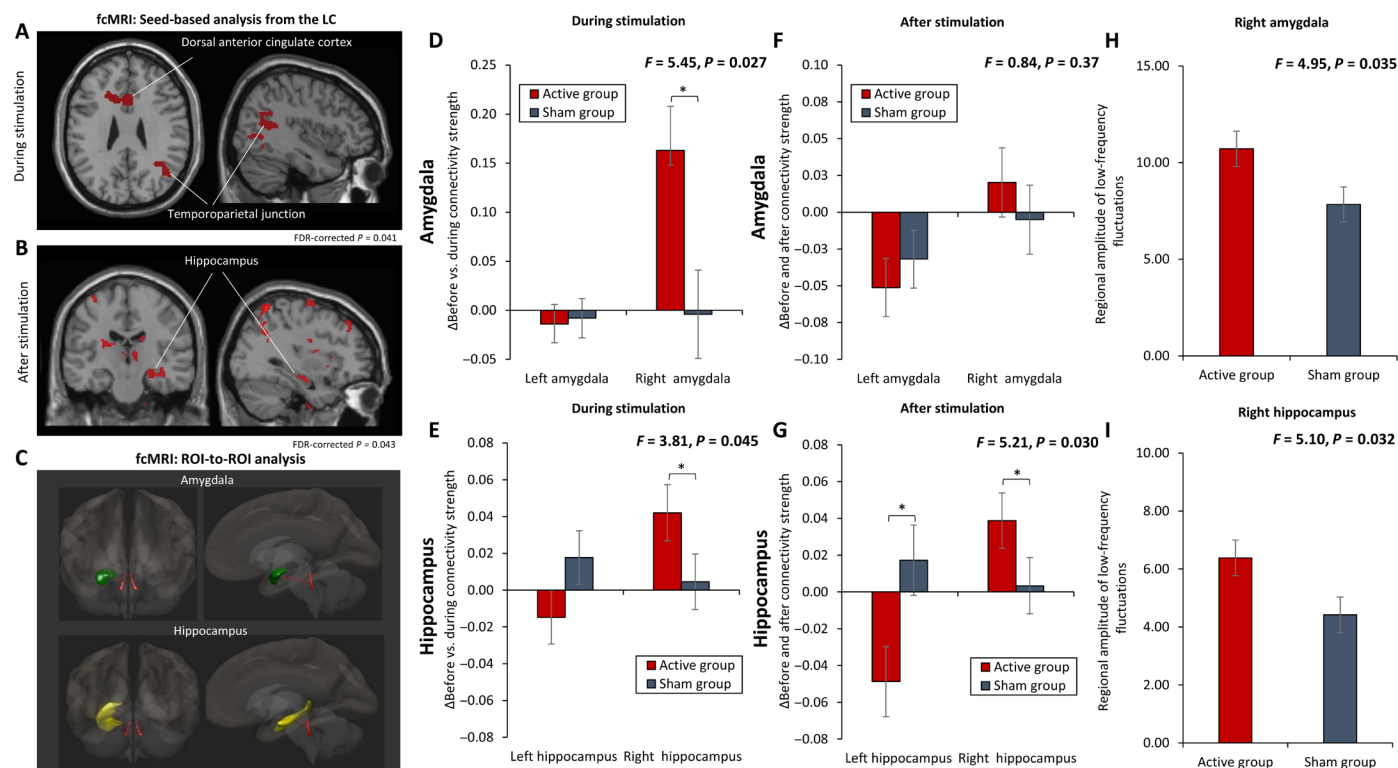 A
fcMRI: Seed-based analysis from the LC
During stimulation
Dorsal anterior cingulate cortex
Temporoparietal junction
FDR-corrected P = 0.041
B
After stimulation
Hippocampus
FDR-corrected P = 0.043
C
fcMRI: ROI-to-ROI analysis
Amygdala
Hippocampus
During stimulation
D
F = 5.45, P = 0.027
Amygdala
ΔBefore vs. during connectivity strength
0.25
0.20
0.15
0.10
0.05
0.00
–0.05
Active group
Sham group
*
Left amygdala
Right amygdala
During stimulation
E
F = 3.81, P = 0.045
Hippocampus
ΔBefore vs. during connectivity strength
0.08
0.06
0.04
0.02
0.00
–0.02
–0.04
–0.06
–0.08
*
Active group
Sham group
Left hippocampus
Right hippocampus
After stimulation
F
F = 0.84, P = 0.37
Amygdala
ΔBefore and after connectivity strength
0.10
0.08
0.05
0.03
0.00
–0.03
–0.05
–0.08
–0.10
Active group
Sham group
Left amygdala
Right amygdala
After stimulation
G
F = 5.21, P = 0.030
Hippocampus
ΔBefore and after connectivity strength
0.08
0.06
0.04
0.02
0.00
–0.02
–0.04
–0.06
–0.08
*
*
Active group
Sham group
Left hippocampus
Right hippocampus
Right amygdala
H
F = 4.95, P = 0.035
Regional amplitude of low-frequency
fluctuations
15.00
10.00
5.00
0.00
Active group
Sham group
Right hippocampus
I
F = 5.10, P = 0.032
Regional amplitude of low-frequency
fluctuations
10.00
8.00
6.00
4.00
2.00
0.00
Active group
Sham group